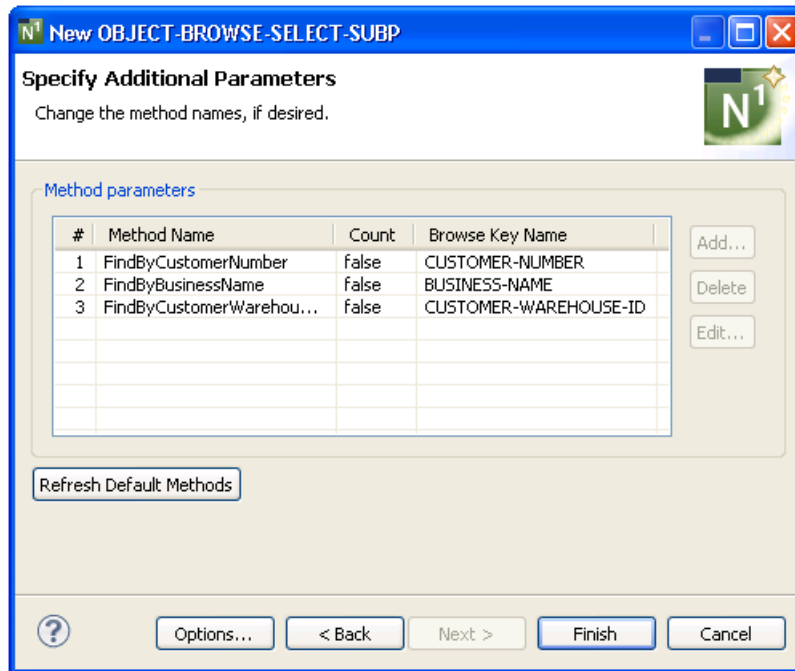 N1 New OBJECT-BROWSE-SELECT-SUBP
Specify Additional Parameters
Change the method names, if desired.
N1
Method parameters
# Method Name Count Browse Key Name
1 FindByCustomerNumber false CUSTOMER-NUMBER
2 FindByBusinessName false BUSINESS-NAME
3 FindByCustomerWarehou... false CUSTOMER-WAREHOUSE-ID
Add...
Delete
Edit...
Refresh Default Methods
? Options... < Back Next > Finish Cancel